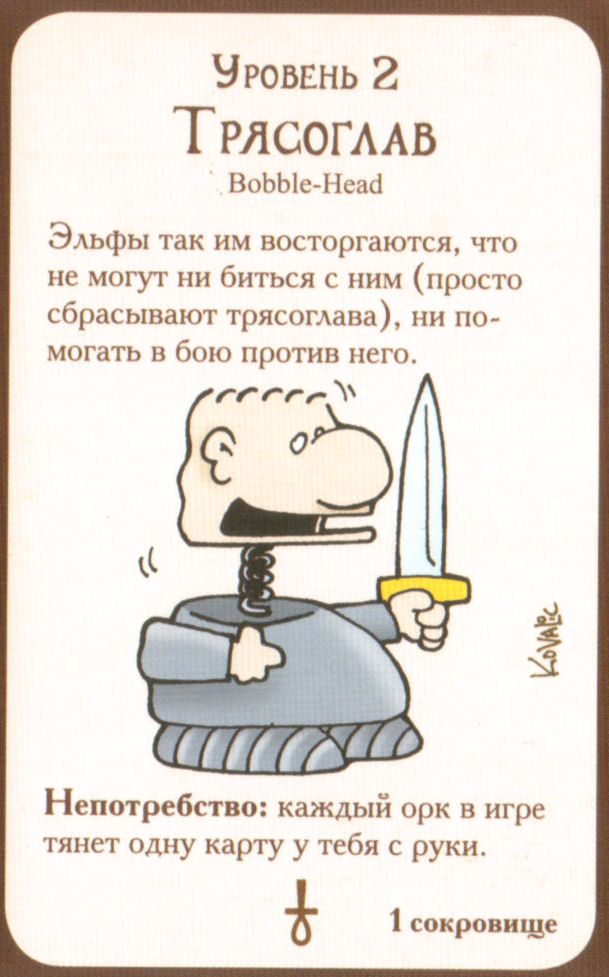 Уровень 2
Трясоглав
Bobble-Head
Эльфы так им восторгаются, что
не могут ни биться с ним (просто
сбрасывают трясоглава), ни по-
могать в бою против него.
Kovalic
Непотребство: каждый орк в игре
тянет одну карту у тебя с руки.
1 сокровище